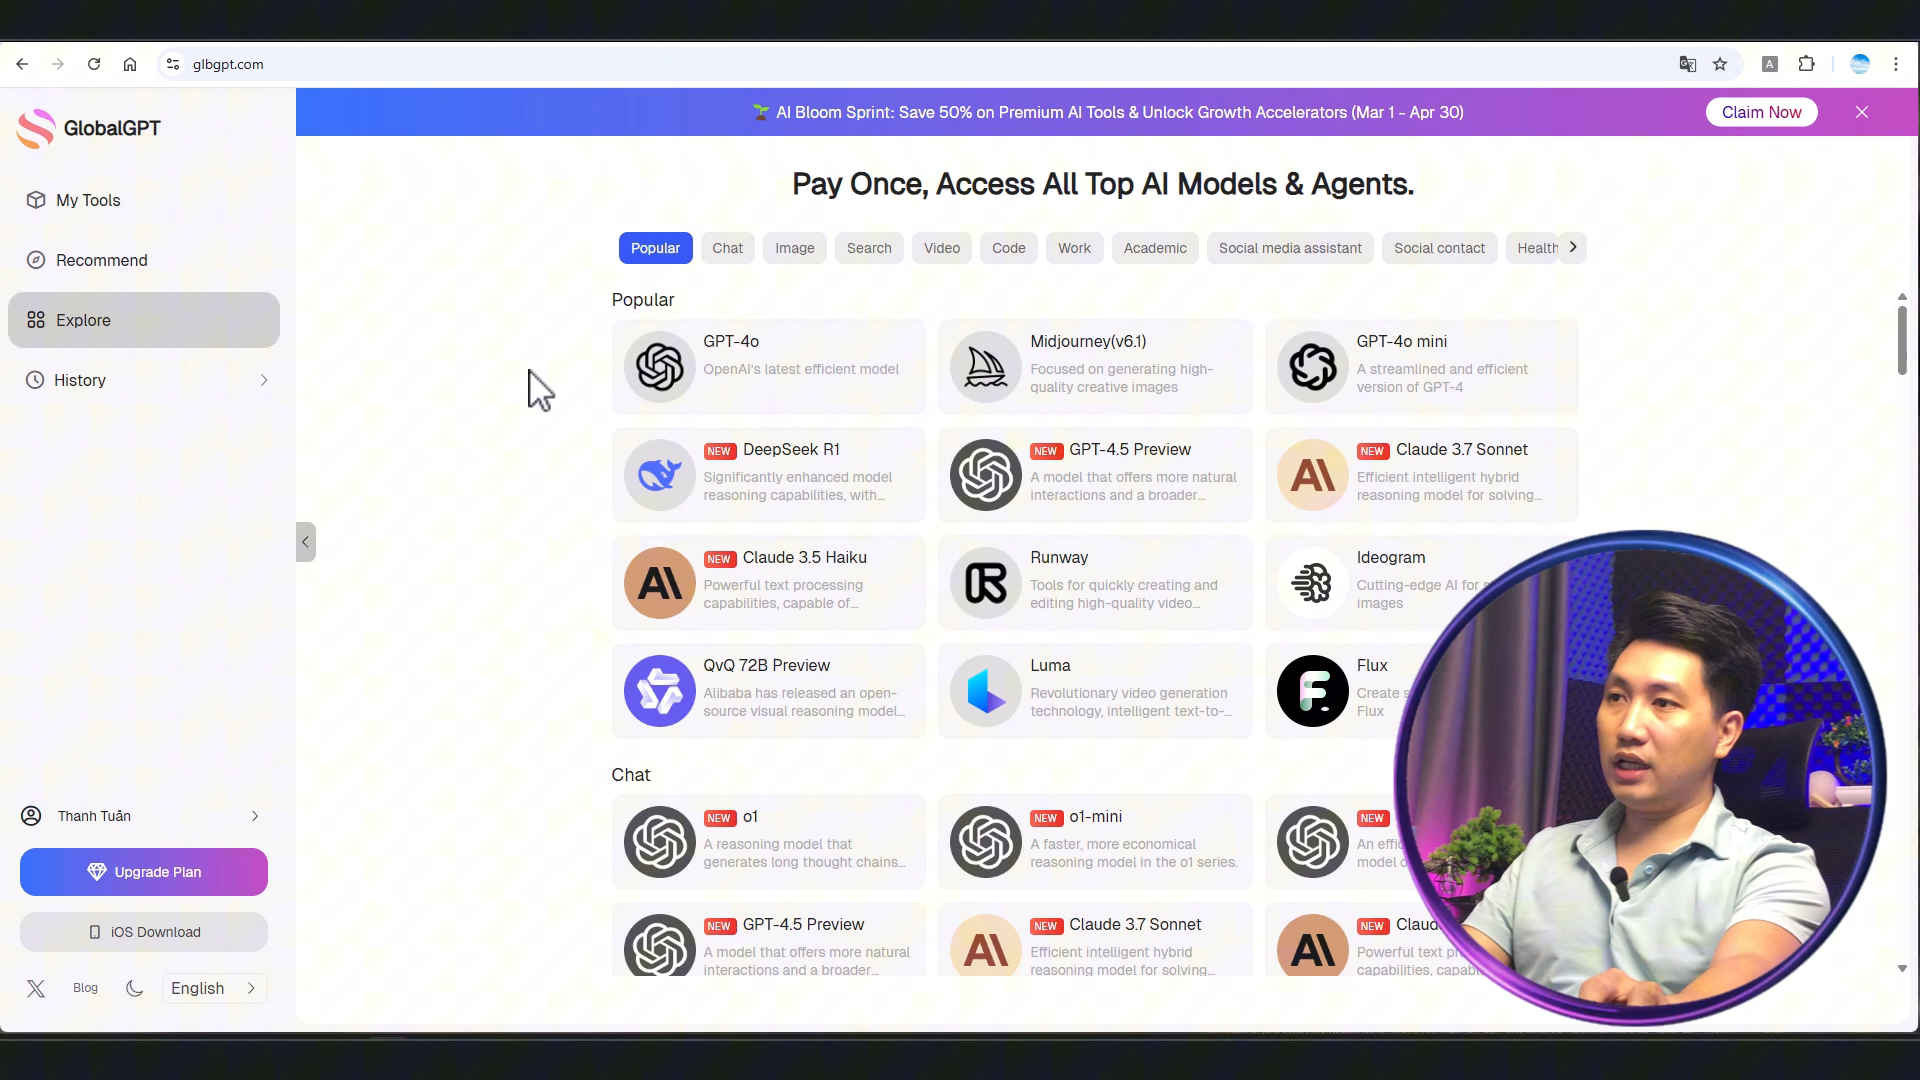 glbgpt.com
A
GlobalGPT
AI Bloom Sprint: Save 50% on Premium AI Tools & Unlock Growth Accelerators (Mar 1 - Apr 30)
Claim Now
My Tools
Recommend
Explore
History
Pay Once, Access All Top AI Models & Agents.
Popular
Chat
Image
Search
Video
Code
Work
Academic
Social media assistant
Social contact
Health
Popular
GPT-4o
OpenAI's latest efficient model
Midjourney(v6.1)
Focused on generating high-
quality creative images
GPT-4o mini
A streamlined and efficient
version of GPT-4
NEW DeepSeek R1
Significantly enhanced model
reasoning capabilities, with...
NEW GPT-4.5 Preview
A model that offers more natural
interactions and a broader...
NEW Claude 3.7 Sonnet
Efficient intelligent hybrid
reasoning model for solving...
NEW Claude 3.5 Haiku
Powerful text processing
capabilities, capable of...
Runway
Tools for quickly creating and
editing high-quality video...
Ideogram
Cutting-edge AI for
images
QvQ 72B Preview
Alibaba has released an open-
source visual reasoning model...
Luma
Revolutionary video generation
technology, intelligent text-to-...
Flux
Create
Flux
Chat
NEW o1
A reasoning model that
generates long thought chains...
NEW o1-mini
A faster, more economical
reasoning model in the o1 series.
NEW
An
model
NEW GPT-4.5 Preview
A model that offers more natural
interactions and a broader...
NEW Claude 3.7 Sonnet
Efficient intelligent hybrid
reasoning model for solving...
NEW
Powerful text
capabilities,
Thanh Tuân
Upgrade Plan
iOS Download
Blog
English